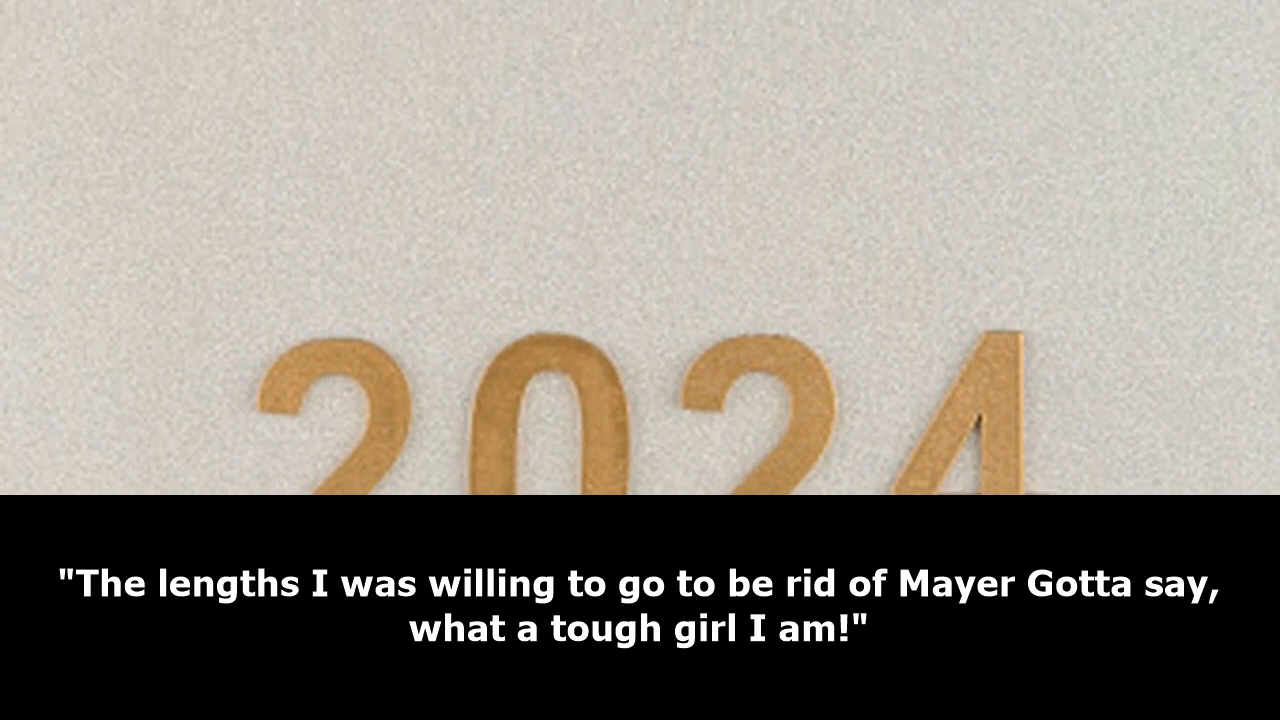 2024
"The lengths I was willing to go to be rid of Mayer Gotta say,
what a tough girl I am!"